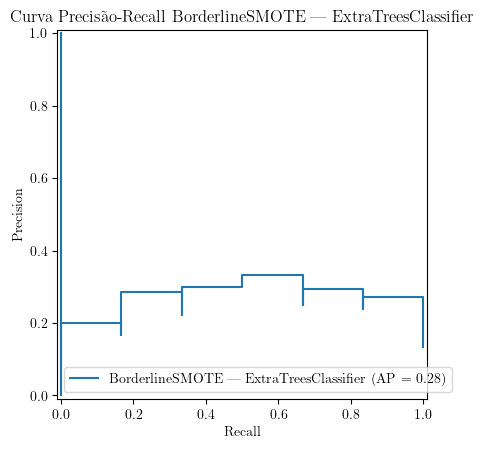 Curva Precisão-Recall BorderlineSMOTE — ExtraTreesClassifier
1.0
0.8
0.6
0.4
0.2
0.0
Precision
BorderlineSMOTE — ExtraTreesClassifier (AP = 0.28)
0.0 0.2 0.4 0.6 0.8 1.0
Recall